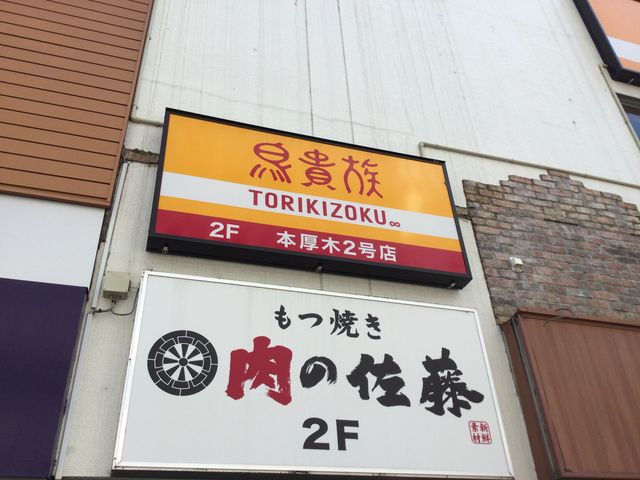 鳥貴族
TORIKIZOKU∞
2F 本厚木2号店
もつ焼き
肉の佐藤
2F
新鮮
素材